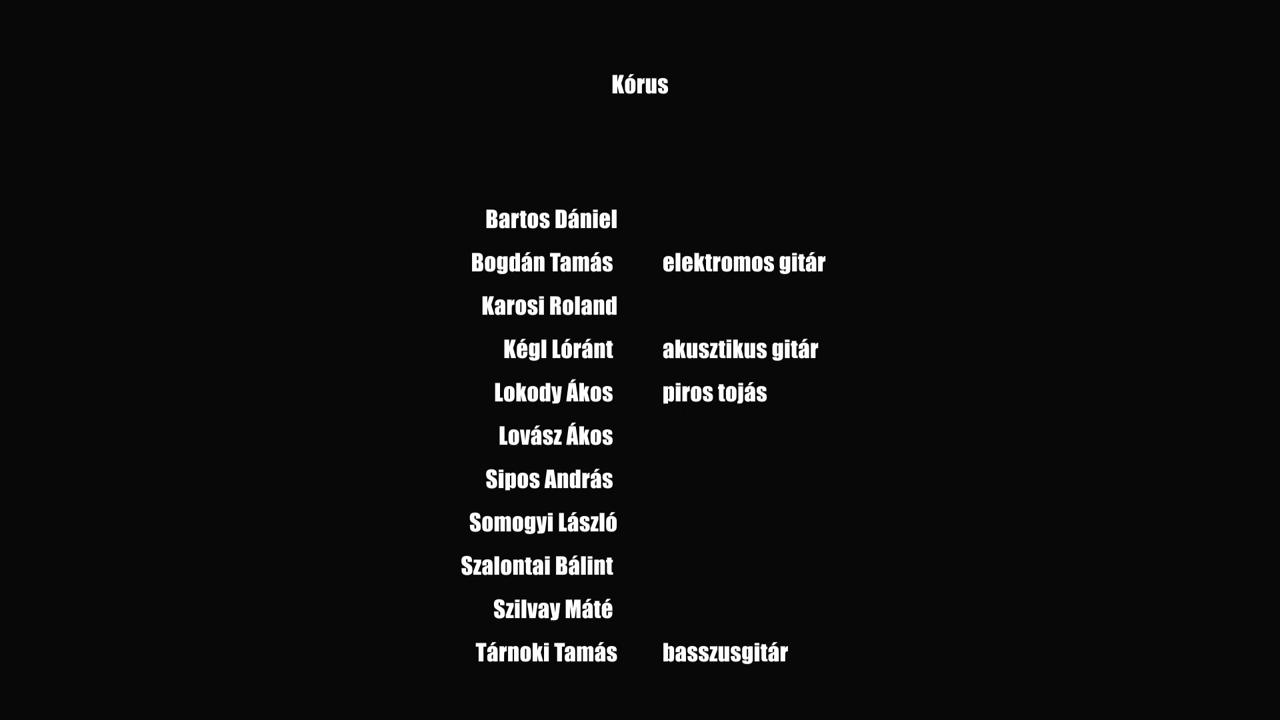 Kórus
Bartos Dániel
Bogdán Tamás elektromos gitár
Karosi Roland
Kégl Lóránt akusztikus gitár
Lokody Ákos piros tojás
Lovász Ákos
Sipos András
Somogyi László
Szalontai Bálint
Szilvay Máté
Tárnoki Tamás basszusgitár